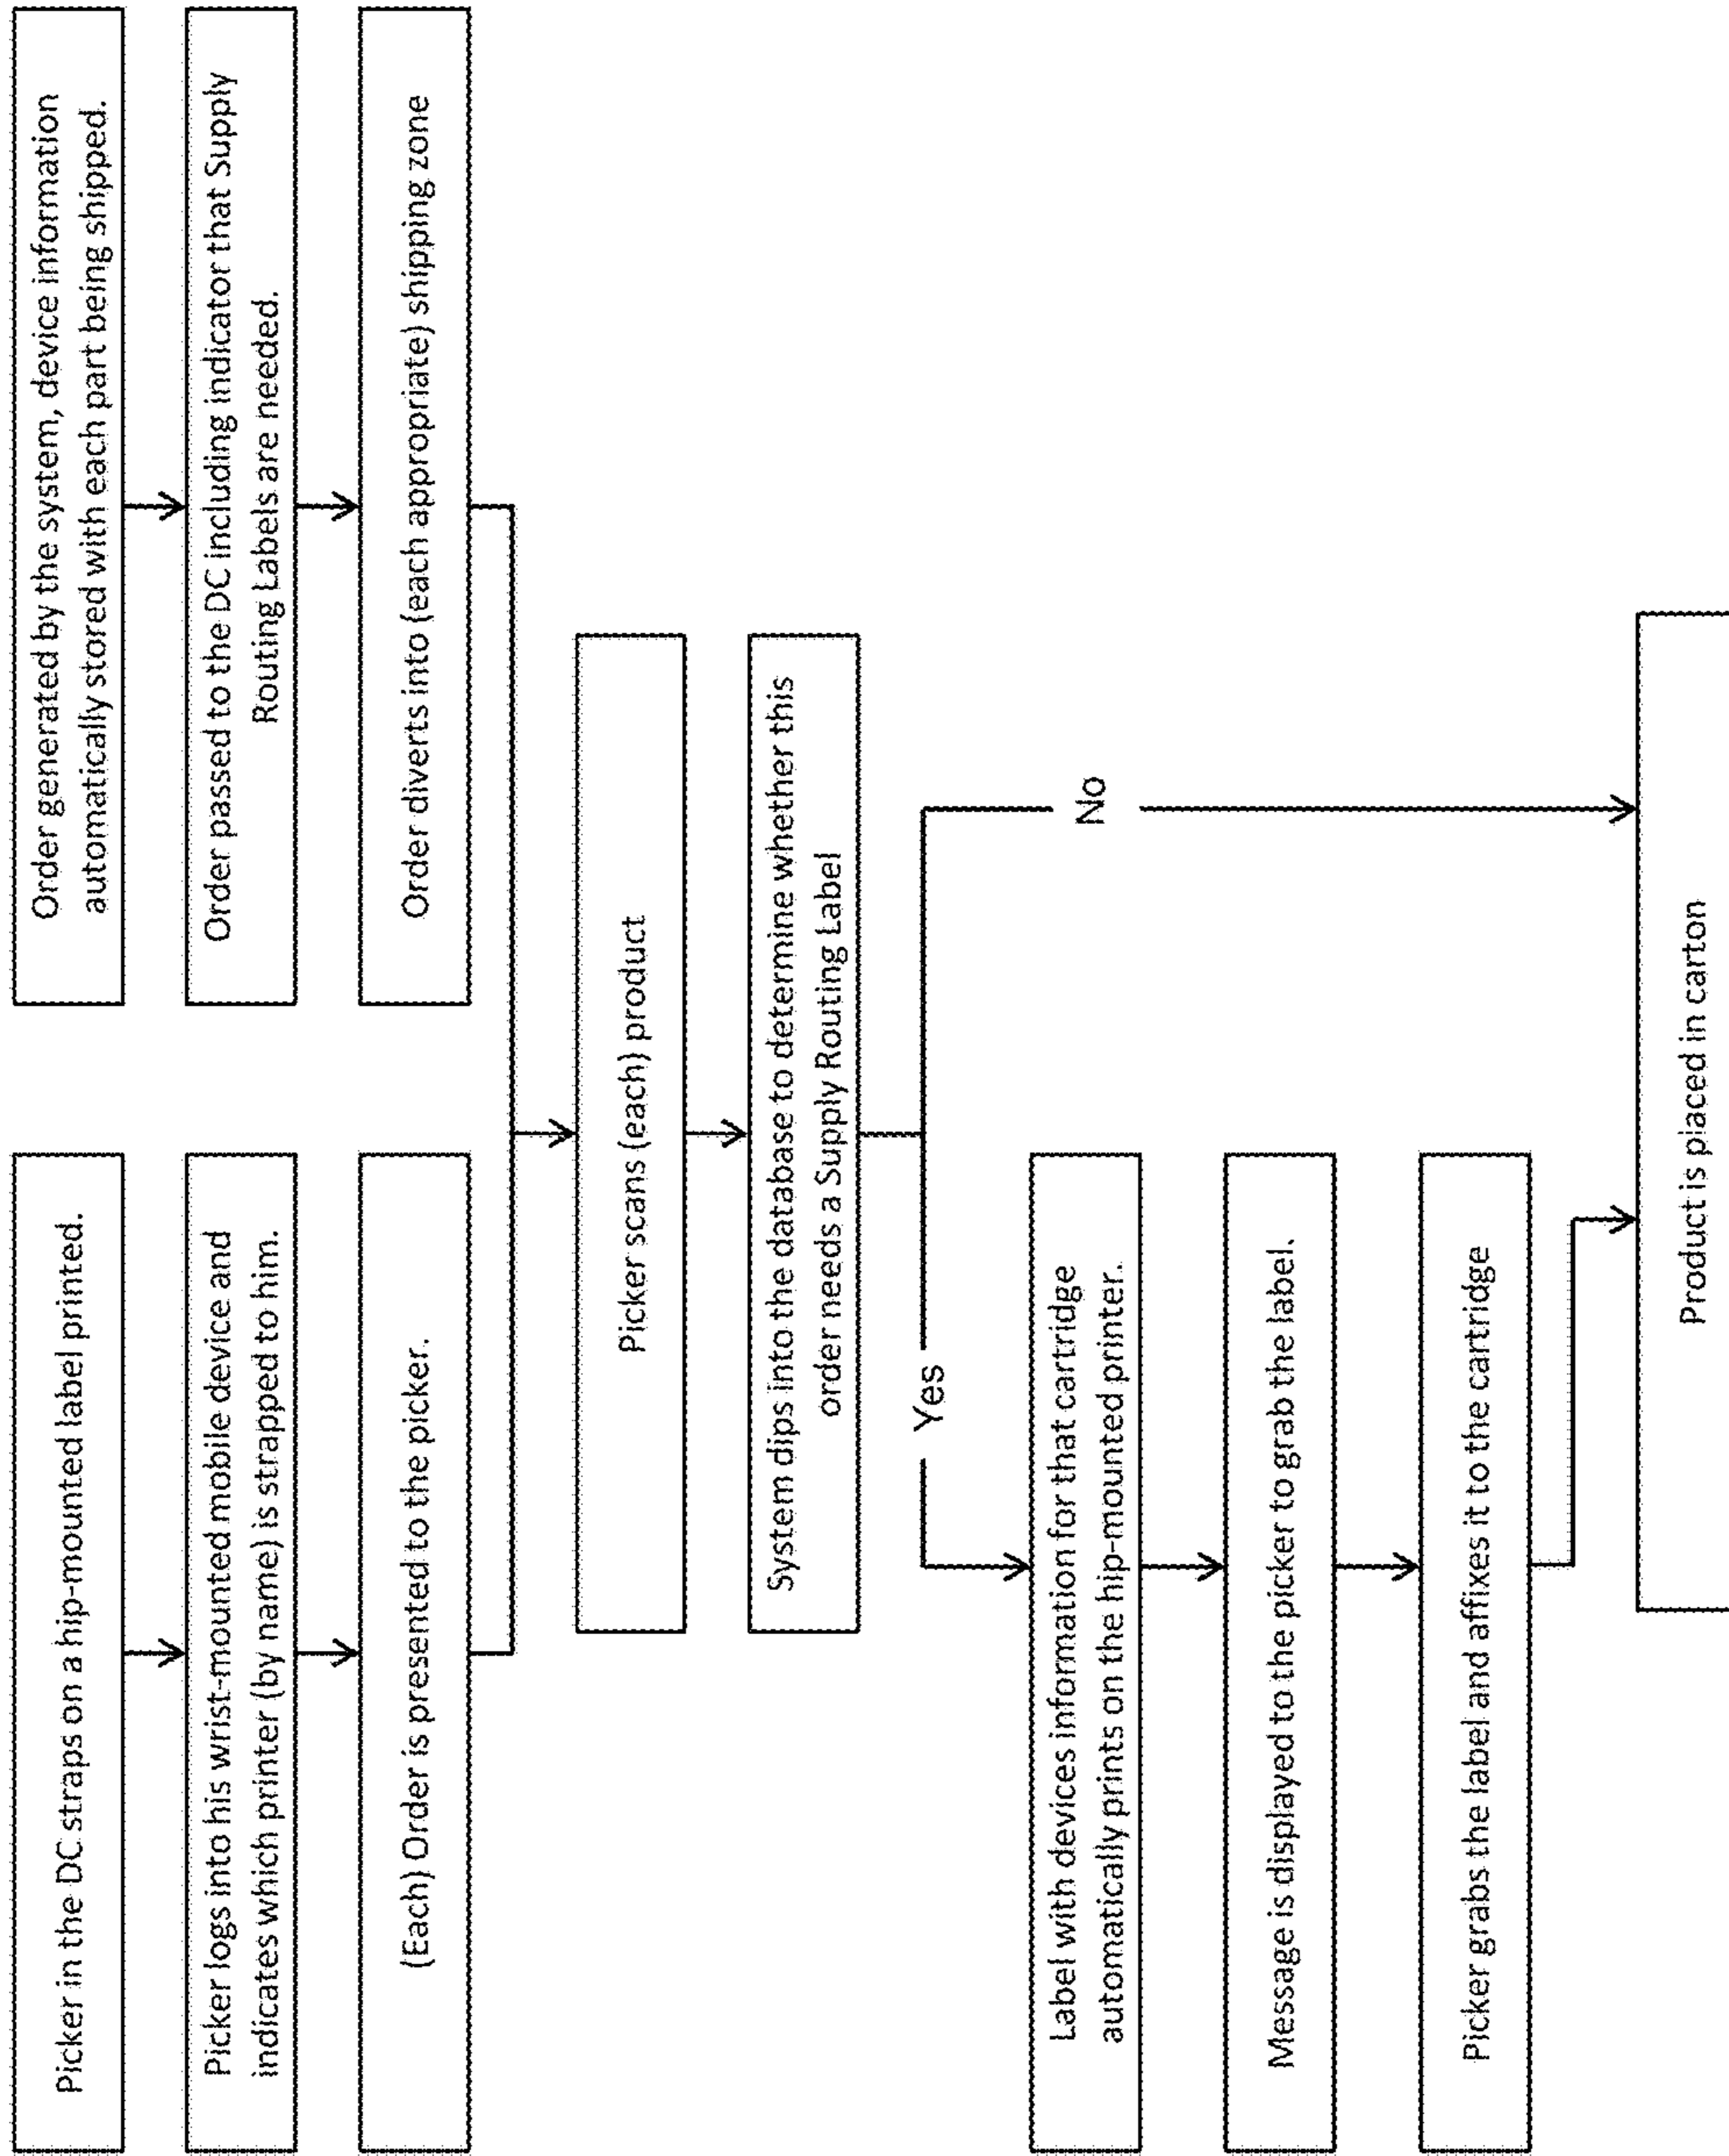 Picker in the DC straps on a hip-mounted label printed.
Picker logs into his wrist-mounted mobile device and
indicates which printer (by name) is strapped to him.
(Each) Order is presented to the picker.
Order generated by the system, device information
automatically stored with each part being shipped.
Order passed to the DC including indicator that Supply
Routing Labels are needed.
Order diverts into (each appropriate) shipping zone
Picker scans (each) product
System dips into the database to determine whether this
order needs a Supply Routing Label
Yes
No
Label with devices information for that cartridge
automatically prints on the hip-mounted printer.
Message is displayed to the picker to grab the label.
Picker grabs the label and affixes it to the cartridge
Product is placed in carton